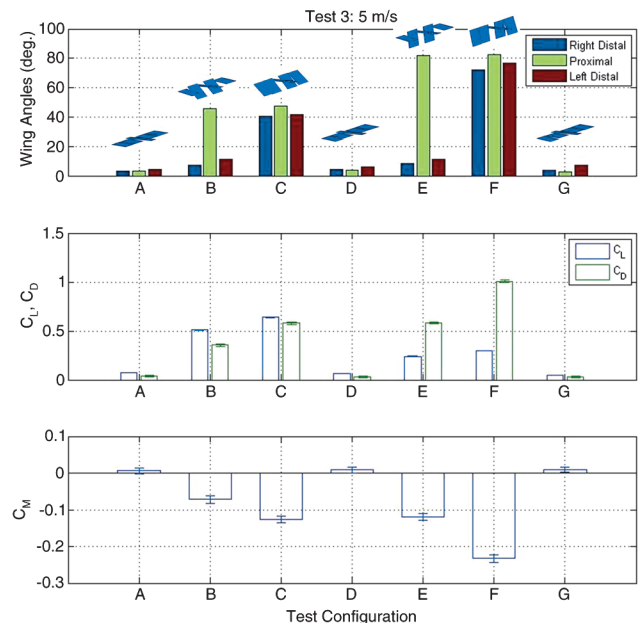 Test 3: 5 m/s
Wing Angles (deg.)
100
80
60
40
20
0
Right Distal
Proximal
Left Distal
A B C D E F G
C_L, C_D
1.5
1
0.5
0
C_L
C_D
A B C D E F G
C_M
0.1
0
-0.1
-0.2
-0.3
A B C D E F G
Test Configuration